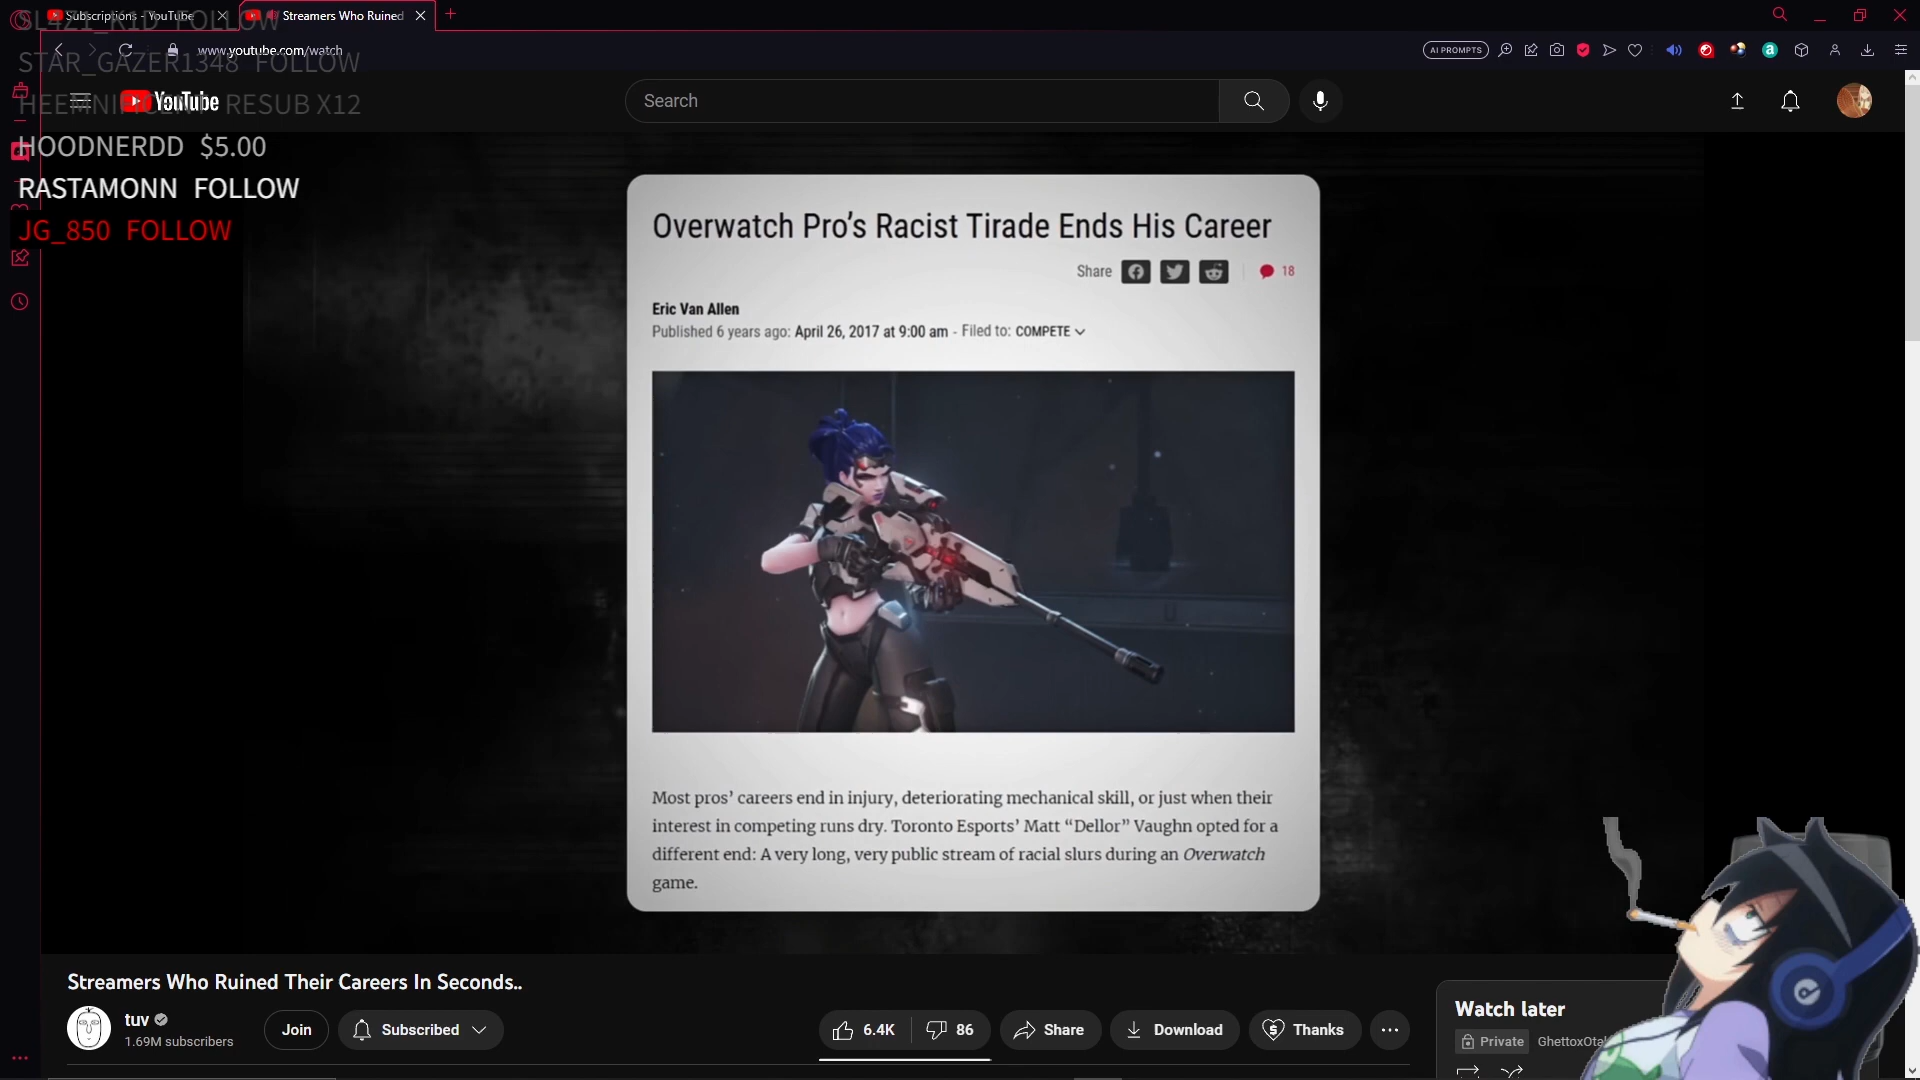 Subscriptions - YouTube
Streamers Who Ruined
SL4Z1_K1D FOLLOW
www.youtube.com/watch
AI PROMPTS
STAR_GAZER1348 FOLLOW
HEEMNIFICENT RESUB X12
YouTube
Search
HOODNERDD $5.00
RASTAMONN FOLLOW
JG_850 FOLLOW
Overwatch Pro's Racist Tirade Ends His Career
Share
18
Eric Van Allen
Published 6 years ago: April 26, 2017 at 9:00 am - Filed to: COMPETE
Most pros' careers end in injury, deteriorating mechanical skill, or just when their
interest in competing runs dry. Toronto Esports' Matt "Dellor" Vaughn opted for a
different end: A very long, very public stream of racial slurs during an Overwatch
game.
Streamers Who Ruined Their Careers In Seconds..
tuv
1.69M subscribers
Join
Subscribed
6.4K
86
Share
Download
Thanks
Watch later
Private